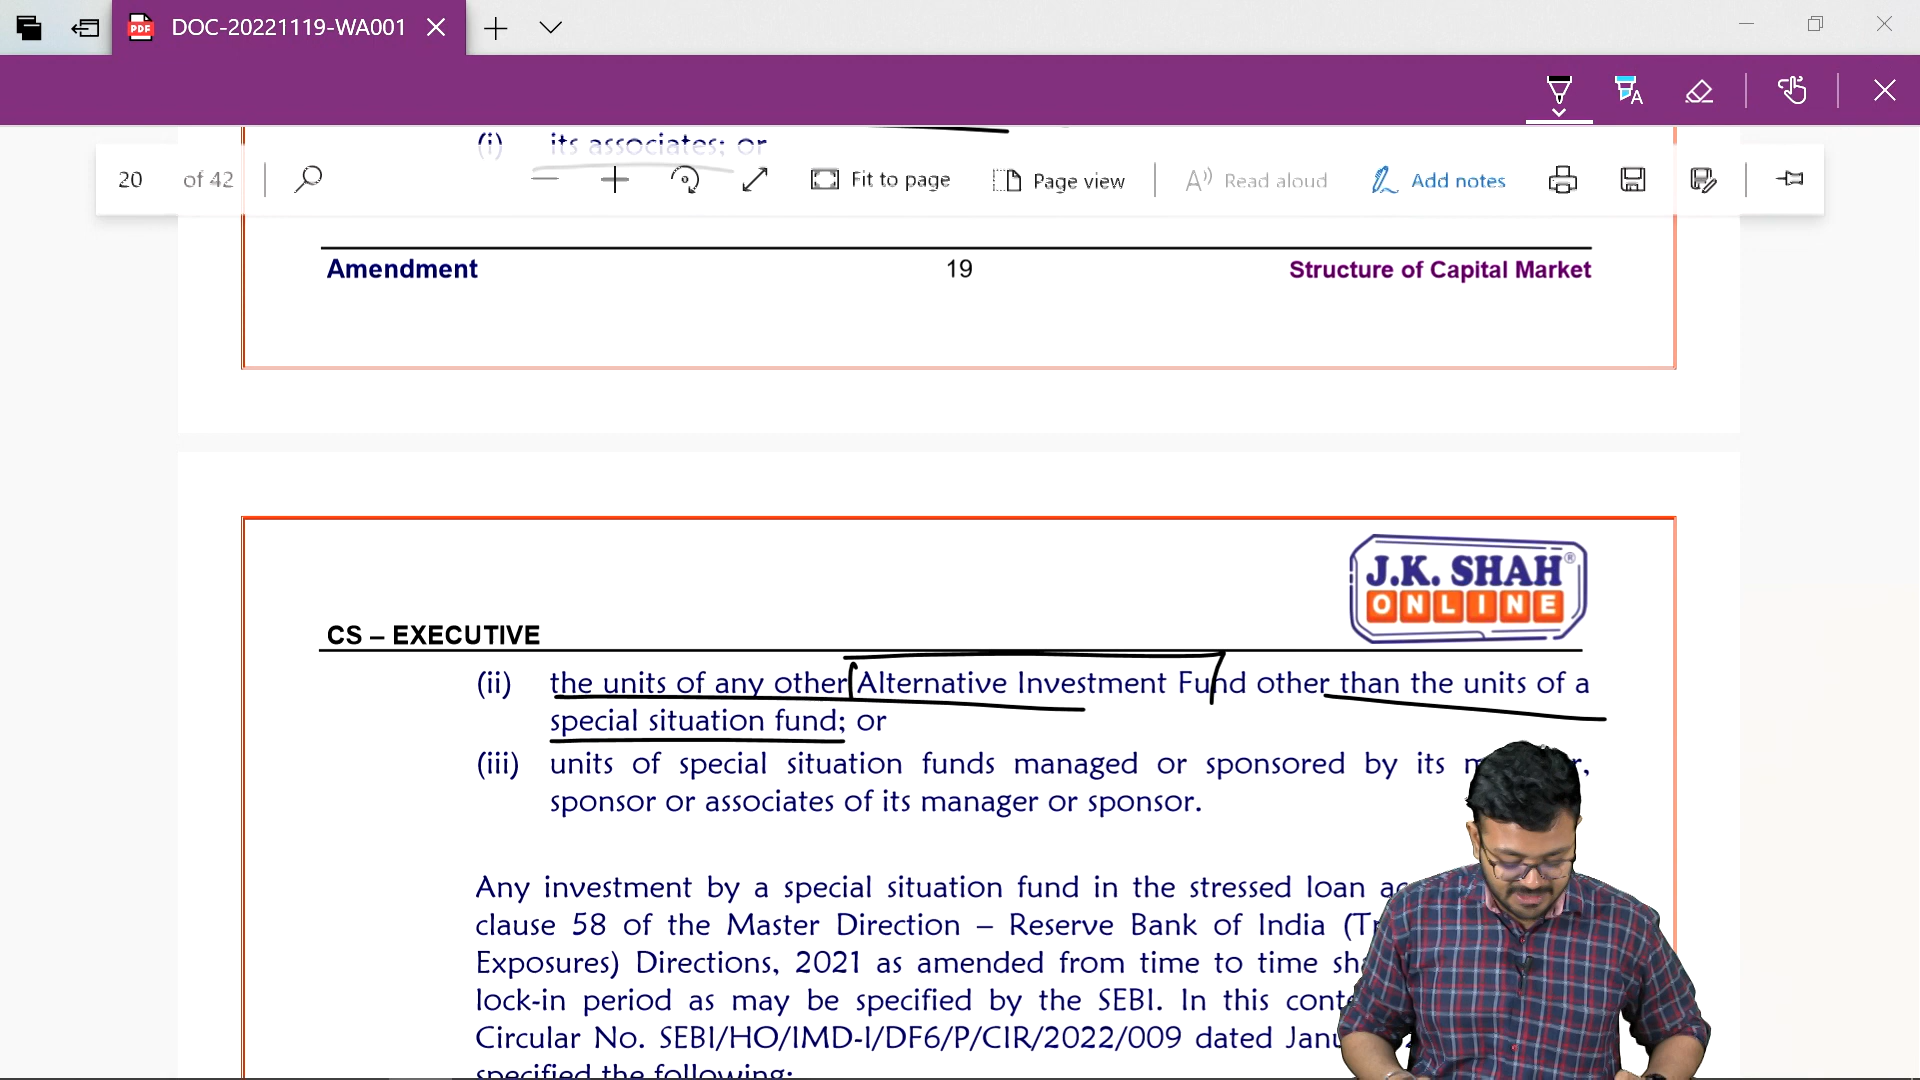 DOC-20221119-WA001
(i) its associates; or
20 of 42 Fit to page Page view Read aloud Add notes
Amendment 19 Structure of Capital Market
J.K. SHAH®
ONLINE
CS – EXECUTIVE
(ii) the units of any other Alternative Investment Fund other than the units of a
special situation fund; or
(iii) units of special situation funds managed or sponsored by its
sponsor or associates of its manager or sponsor.
Any investment by a special situation fund in the stressed loan
clause 58 of the Master Direction – Reserve Bank of India
Exposures) Directions, 2021 as amended from time to time
lock-in period as may be specified by the SEBI. In this
Circular No. SEBI/HO/IMD-I/DF6/P/CIR/2022/009 dated
specified the following: